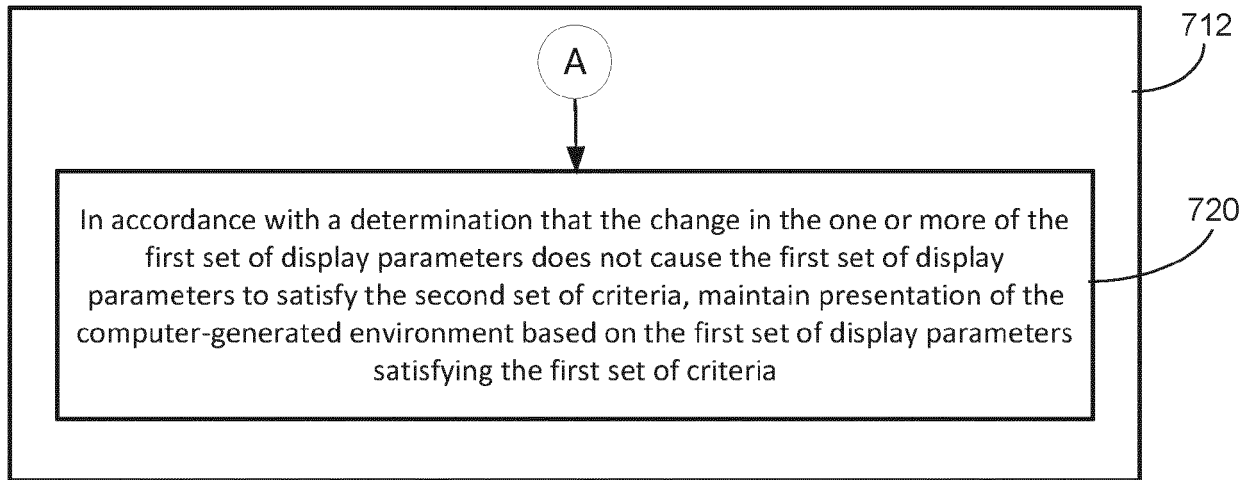 712
A
720
In accordance with a determination that the change in the one or more of the
first set of display parameters does not cause the first set of display
parameters to satisfy the second set of criteria, maintain presentation of the
computer-generated environment based on the first set of display parameters
satisfying the first set of criteria